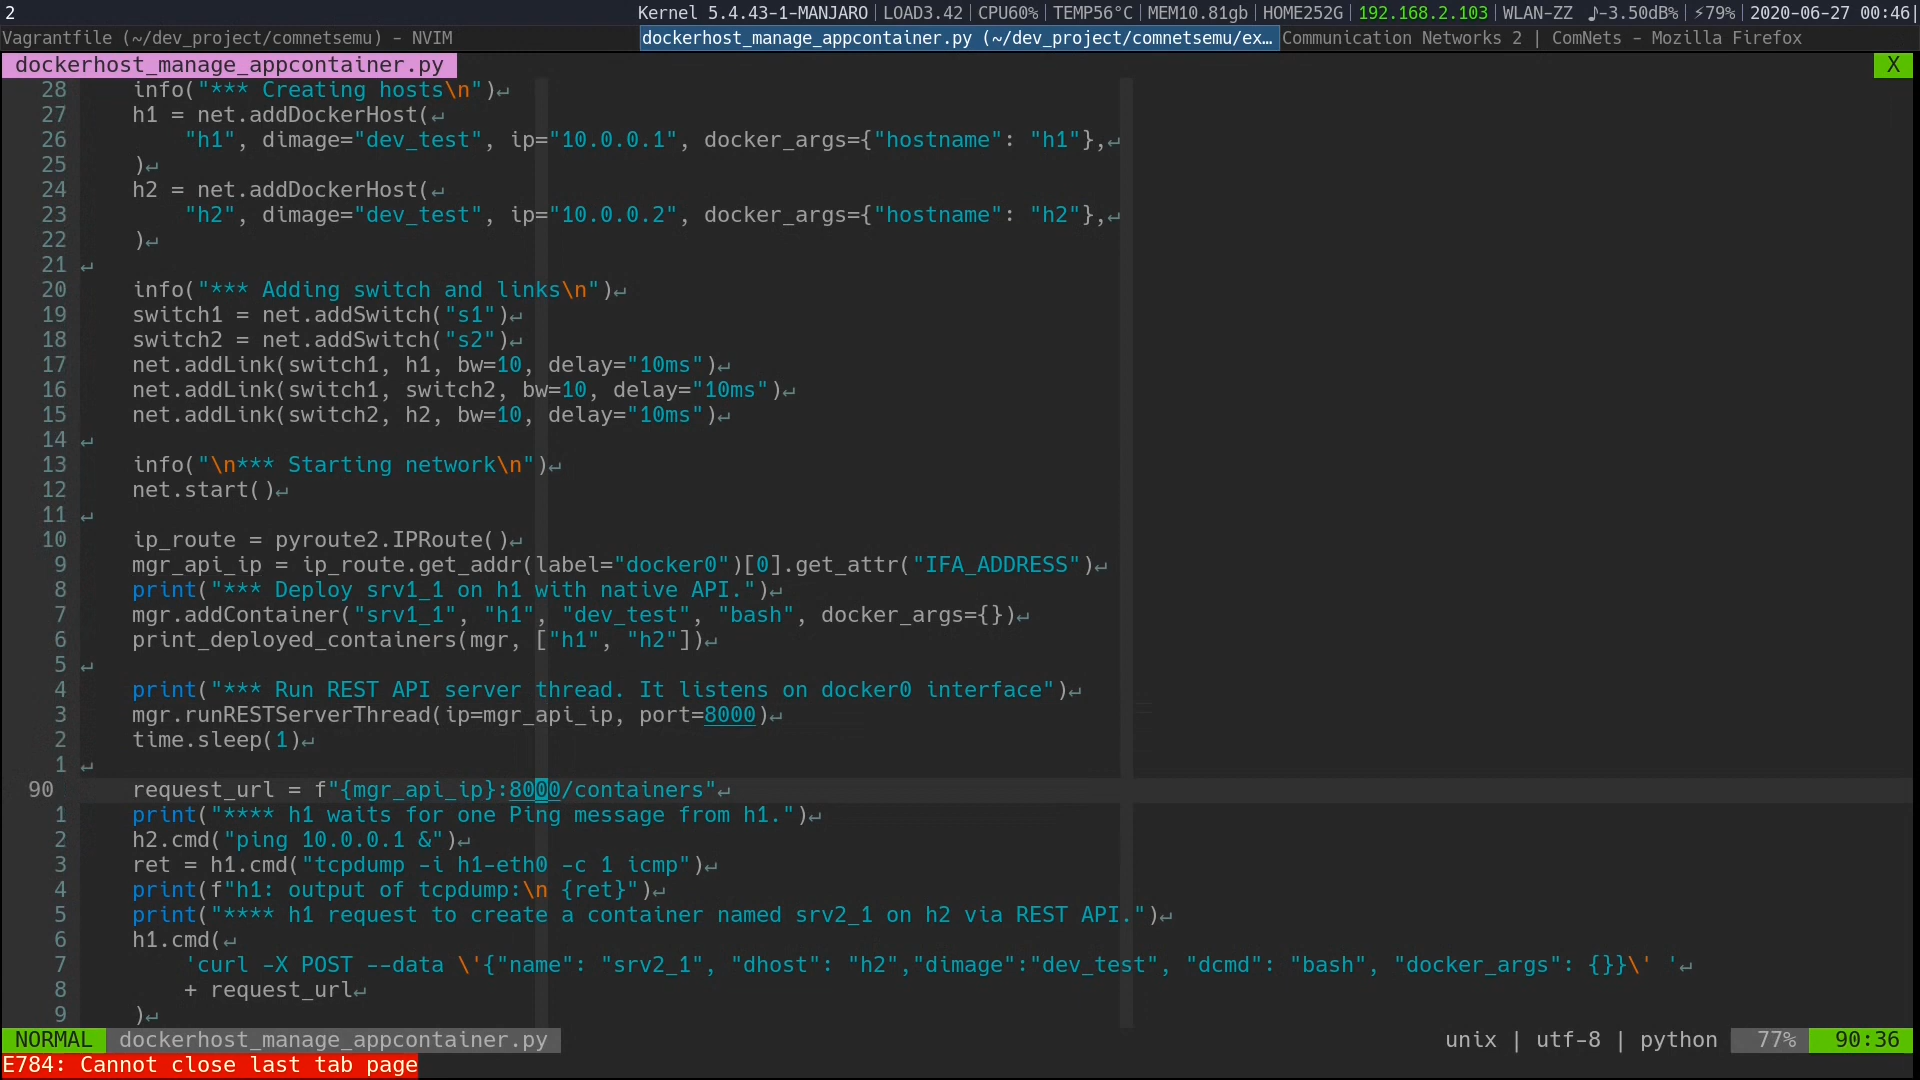 2 Kernel 5.4.43-1-MANJARO | LOAD3.42 | CPU60% | TEMP56°C | MEM10.81gb | HOME252G | 192.168.2.103 | WLAN-ZZ ♪-3.50dB% | ⚡79% | 2020-06-27 00:46|
Vagrantfile (~/dev_project/comnetsemu) - NVIM dockerhost_manage_appcontainer.py (~/dev_project/comnetsemu/ex… Communication Networks 2 | ComNets - Mozilla Firefox
dockerhost_manage_appcontainer.py X
28     info("*** Creating hosts\n")↵
27     h1 = net.addDockerHost(↵
26         "h1", dimage="dev_test", ip="10.0.0.1", docker_args={"hostname": "h1"},↵
25     )↵
24     h2 = net.addDockerHost(↵
23         "h2", dimage="dev_test", ip="10.0.0.2", docker_args={"hostname": "h2"},↵
22     )↵
21 ↵
20     info("*** Adding switch and links\n")↵
19     switch1 = net.addSwitch("s1")↵
18     switch2 = net.addSwitch("s2")↵
17     net.addLink(switch1, h1, bw=10, delay="10ms")↵
16     net.addLink(switch1, switch2, bw=10, delay="10ms")↵
15     net.addLink(switch2, h2, bw=10, delay="10ms")↵
14 ↵
13     info("\n*** Starting network\n")↵
12     net.start()↵
11 ↵
10     ip_route = pyroute2.IPRoute()↵
9     mgr_api_ip = ip_route.get_addr(label="docker0")[0].get_attr("IFA_ADDRESS")↵
8     print("*** Deploy srv1_1 on h1 with native API.")↵
7     mgr.addContainer("srv1_1", "h1", "dev_test", "bash", docker_args={})↵
6     print_deployed_containers(mgr, ["h1", "h2"])↵
5 ↵
4     print("*** Run REST API server thread. It listens on docker0 interface")↵
3     mgr.runRESTServerThread(ip=mgr_api_ip, port=8000)↵
2     time.sleep(1)↵
1 ↵
90     request_url = f"{mgr_api_ip}:8000/containers"↵
1     print("**** h1 waits for one Ping message from h1.")↵
2     h2.cmd("ping 10.0.0.1 &")↵
3     ret = h1.cmd("tcpdump -i h1-eth0 -c 1 icmp")↵
4     print(f"h1: output of tcpdump:\n {ret}")↵
5     print("**** h1 request to create a container named srv2_1 on h2 via REST API.")↵
6     h1.cmd(↵
7         'curl -X POST --data \'{"name": "srv2_1", "dhost": "h2","dimage":"dev_test", "dcmd": "bash", "docker_args": {}}\' '↵
8         + request_url↵
9     )↵
NORMAL dockerhost_manage_appcontainer.py unix | utf-8 | python 77% 90:36
E784: Cannot close last tab page